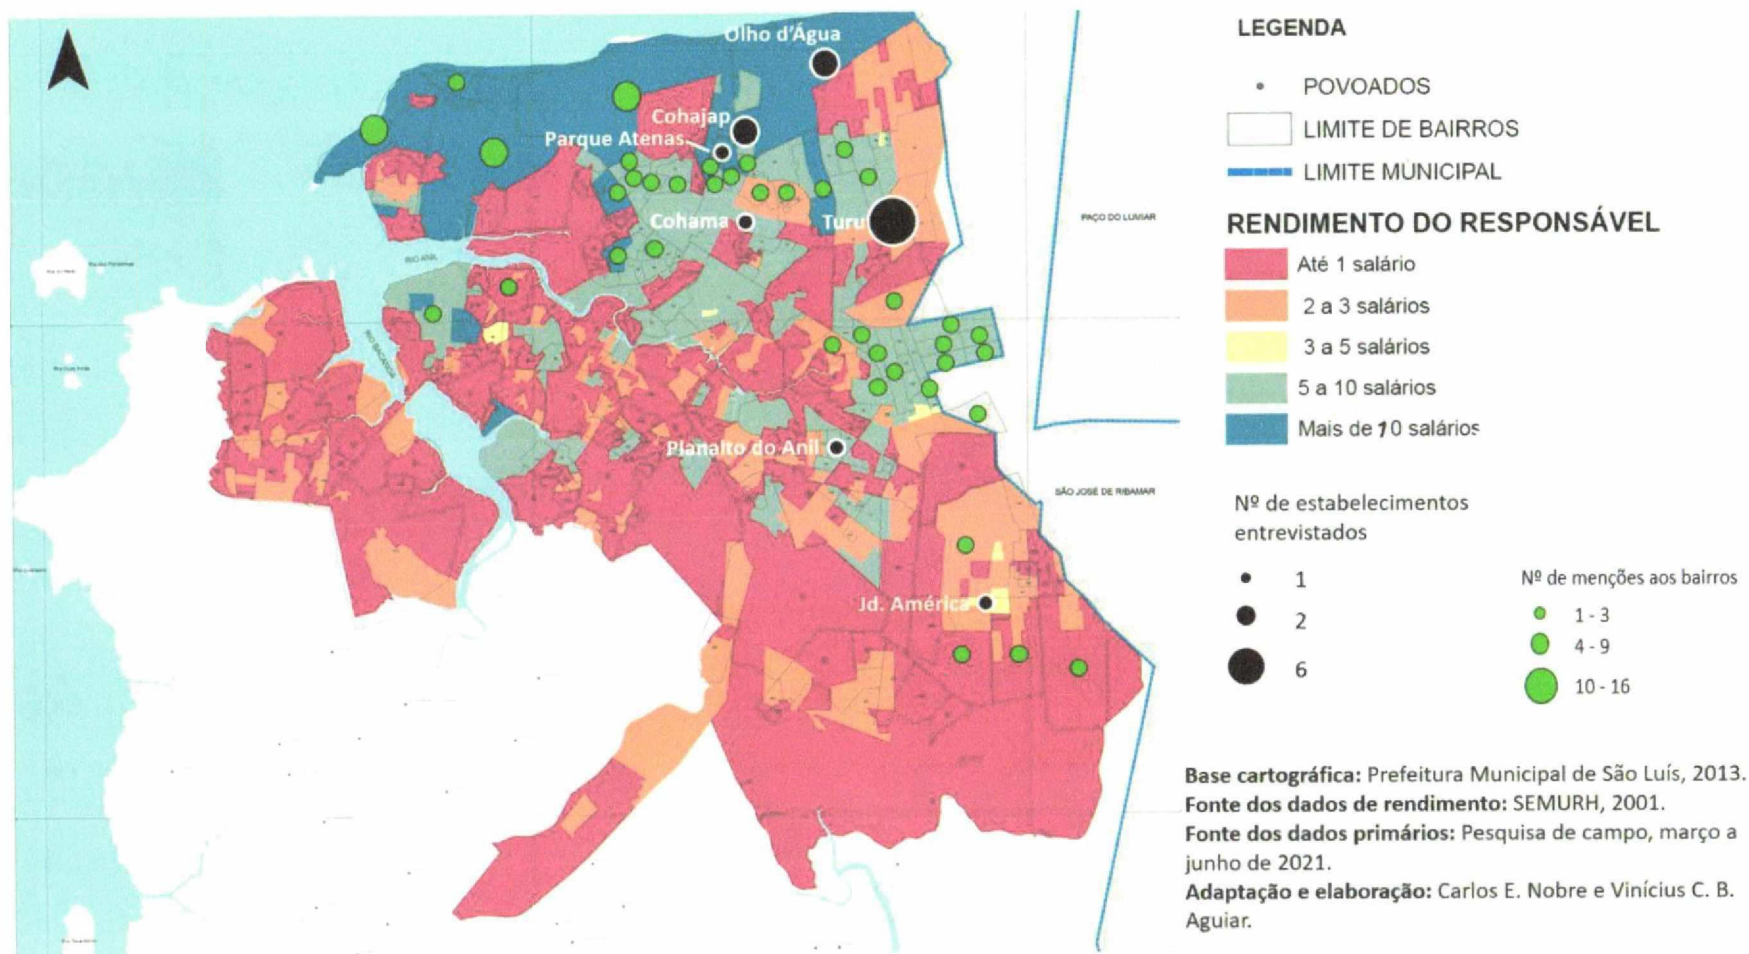 Olho d'Água
Cohajap
Parque Atenas
Cohama
Turu
RIO ANIL
RIO BACANGA
Planalto do Anil
Jd. América
PAÇO DO LUMIAR
SÃO JOSÉ DE RIBAMAR
LEGENDA
POVOADOS
LIMITE DE BAIRROS
LIMITE MUNICIPAL
RENDIMENTO DO RESPONSÁVEL
Até 1 salário
2 a 3 salários
3 a 5 salários
5 a 10 salários
Mais de 10 salários
Nº de estabelecimentos
entrevistados
1
2
6
Nº de menções aos bairros
1 - 3
4 - 9
10 - 16
Base cartográfica: Prefeitura Municipal de São Luís, 2013.
Fonte dos dados de rendimento: SEMURH, 2001.
Fonte dos dados primários: Pesquisa de campo, março a
junho de 2021.
Adaptação e elaboração: Carlos E. Nobre e Vinícius C. B.
Aguiar.